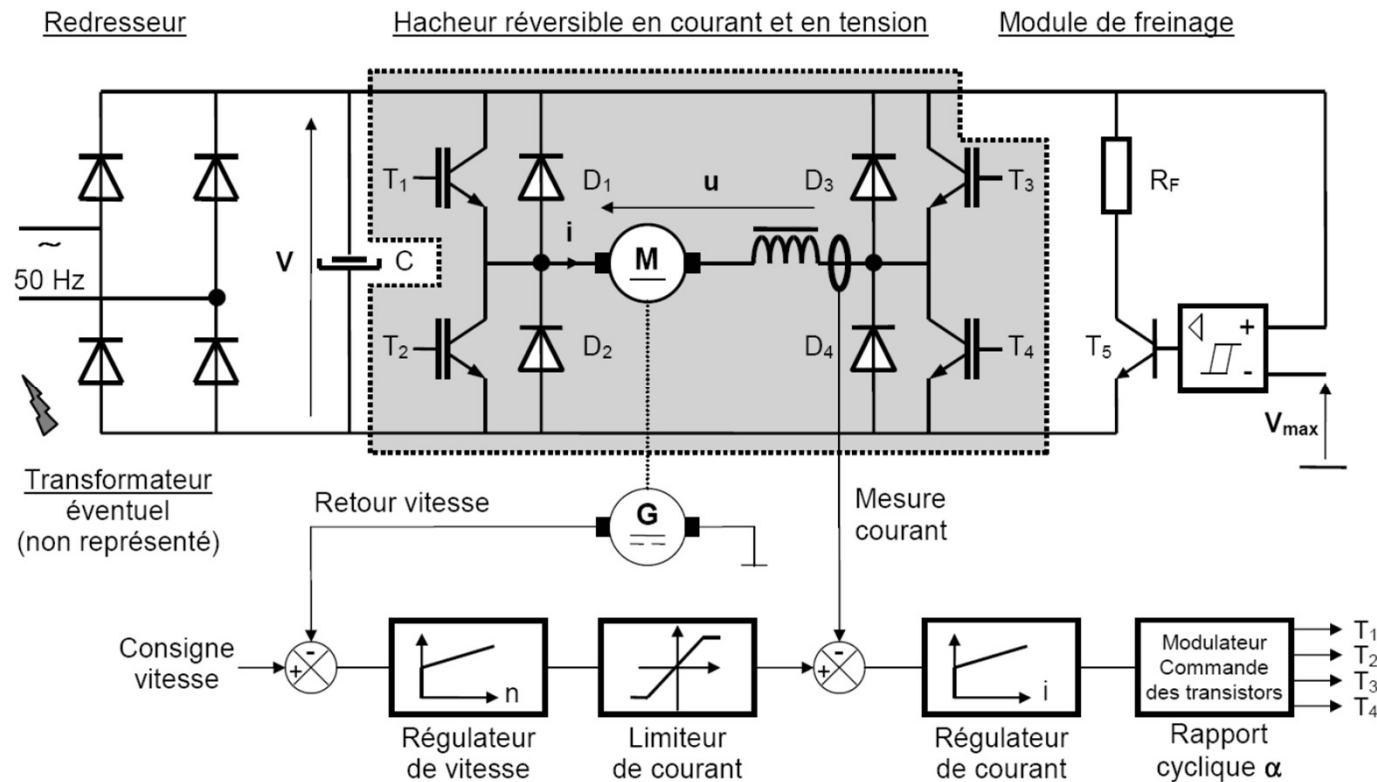 Redresseur
Hacheur réversible en courant et en tension
Module de freinage
T1
D1
u
D3
T3
RF
~
50 Hz
V
C
i
M
T2
D2
D4
T4
T5
+
-
Vmax
Transformateur
éventuel
(non représenté)
Retour vitesse
G
Mesure
courant
Consigne
vitesse
-
+
n
-
+
i
Modulateur
Commande
des transistors
T1
T2
T3
T4
Régulateur
de vitesse
Limiteur
de courant
Régulateur
de courant
Rapport
cyclique α